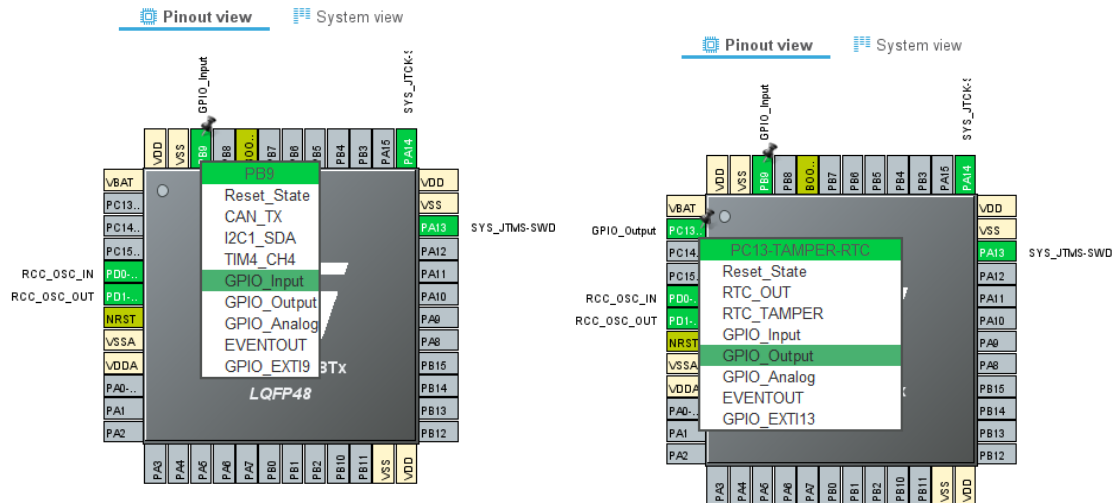 Pinout view System view
GPIO_Input
SYS_JTCK-S
VDD VSS PB9 PB8 BOO.. PB7 PB6 PB5 PB4 PB3 PA15 PA14
VBAT
PC13..
PC14..
PC15..
RCC_OSC_IN PD0-..
RCC_OSC_OUT PD1-..
NRST
VSSA
VDDA
PA0-..
PA1
PA2
PB9
Reset_State
CAN_TX
I2C1_SDA
TIM4_CH4
GPIO_Input
GPIO_Output
GPIO_Analog
EVENTOUT
GPIO_EXTI9
BTx
LQFP48
VDD
VSS
PA13 SYS_JTMS-SWD
PA12
PA11
PA10
PA9
PA8
PB15
PB14
PB13
PB12
PA3 PA4 PA5 PA6 PA7 PB0 PB1 PB2 PB10 PB11 VSS VDD
Pinout view System view
GPIO_Input
SYS_JTCK-S
VDD VSS PB9 PB8 BOO.. PB7 PB6 PB5 PB4 PB3 PA15 PA14
VBAT
GPIO_Output PC13..
PC14.
PC15.
RCC_OSC_IN PD0-.
RCC_OSC_OUT PD1-.
NRST
VSSA
VDDA
PA0-..
PA1
PA2
PC13-TAMPER-RTC
Reset_State
RTC_OUT
RTC_TAMPER
GPIO_Input
GPIO_Output
GPIO_Analog
EVENTOUT
GPIO_EXTI13
VDD
VSS
PA13 SYS_JTMS-SWD
PA12
PA11
PA10
PA9
PA8
PB15
PB14
PB13
PB12
PA3 PA4 PA5 PA6 PA7 PB0 PB1 PB2 PB10 PB11 VSS VDD